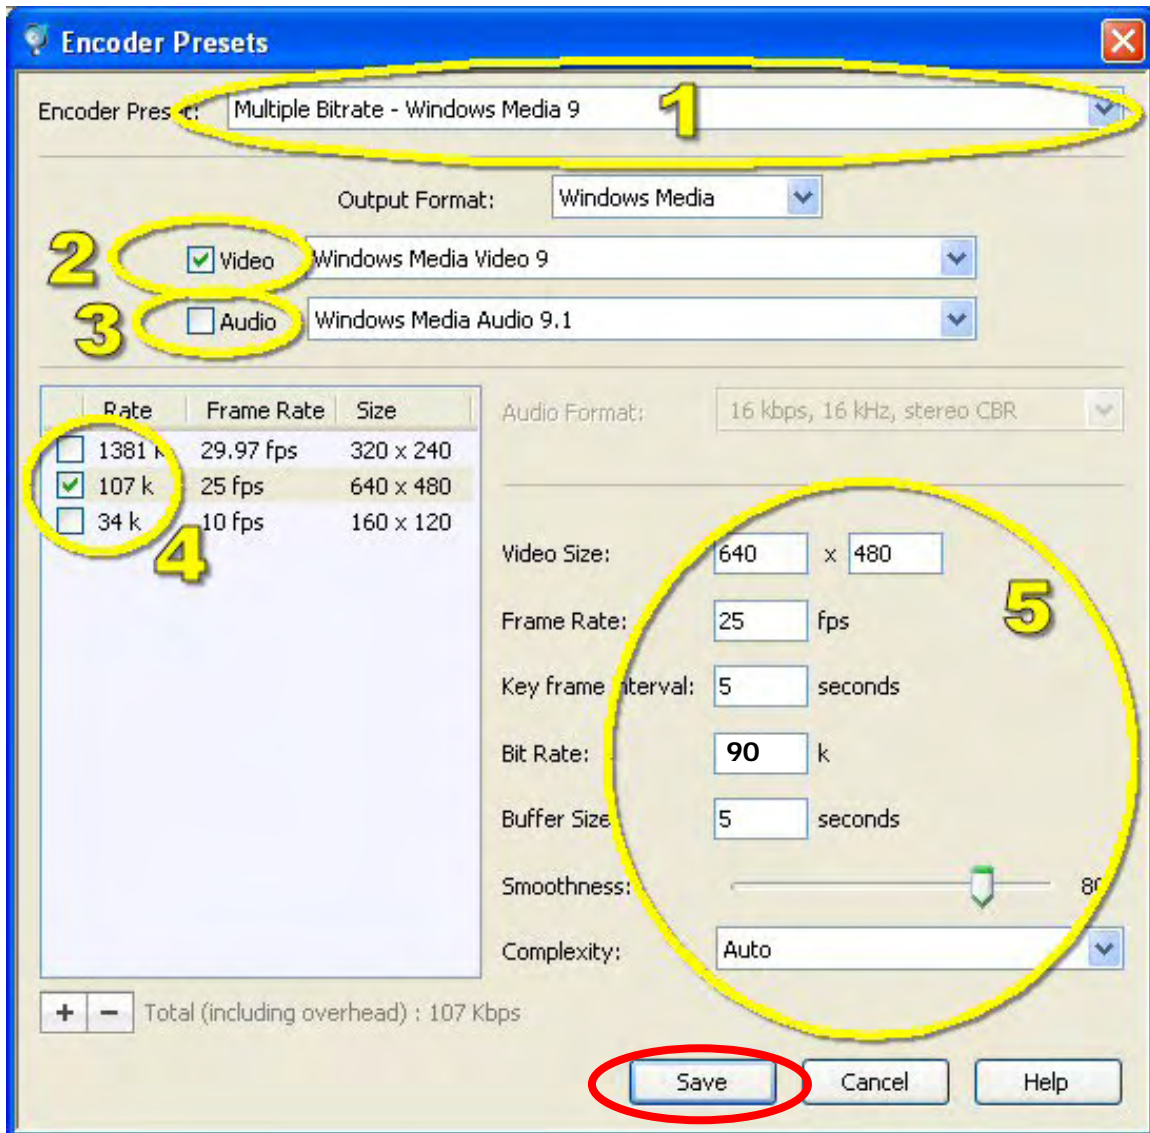 Encoder Presets
Encoder Preset: Multiple Bitrate - Windows Media 9 1
Output Format: Windows Media
2 Video Windows Media Video 9
3 Audio Windows Media Audio 9.1
Rate Frame Rate Size
1381 k 29.97 fps 320 x 240
107 k 25 fps 640 x 480
34 k 10 fps 160 x 120
4
Audio Format: 16 kbps, 16 kHz, stereo CBR
Video Size: 640 x 480
5
Frame Rate: 25 fps
Key frame interval: 5 seconds
Bit Rate: 90 k
Buffer Size 5 seconds
Smoothness: 80
Complexity: Auto
+ − Total (including overhead) : 107 Kbps
Save Cancel Help